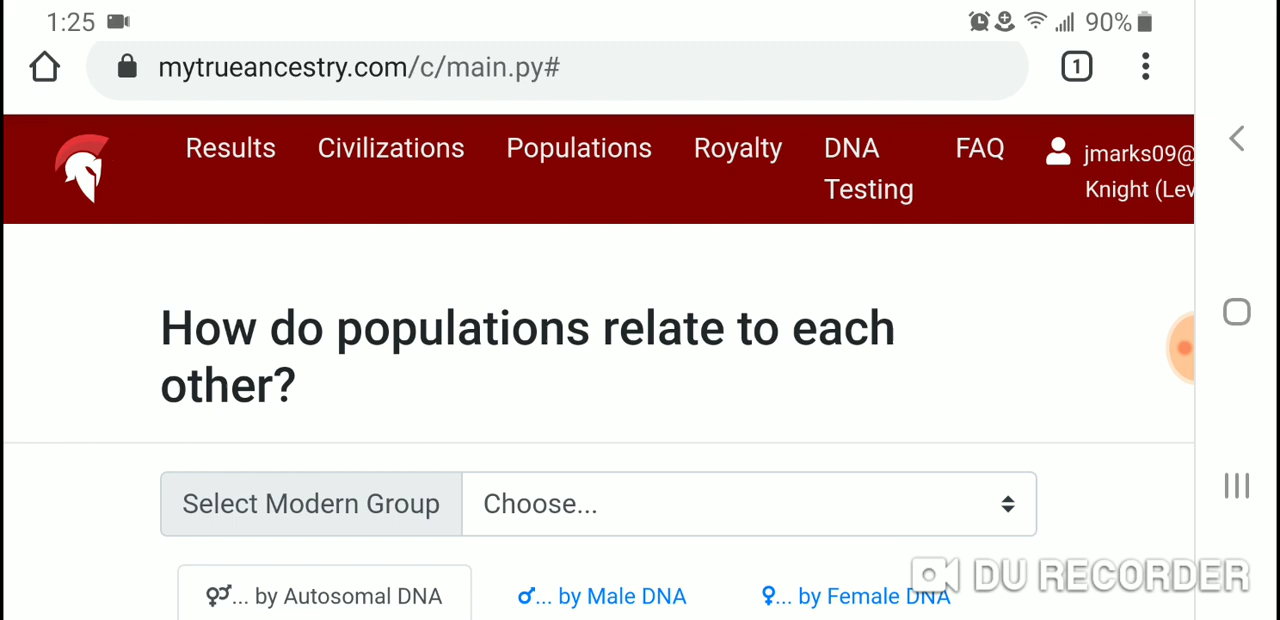 1:25 90%
mytrueancestry.com/c/main.py# 1
Results Civilizations Populations Royalty DNA Testing FAQ jmarks09@
Knight (Lev
How do populations relate to each
other?
Select Modern Group Choose...
... by Autosomal DNA ... by Male DNA ... by Female DNA
DU RECORDER